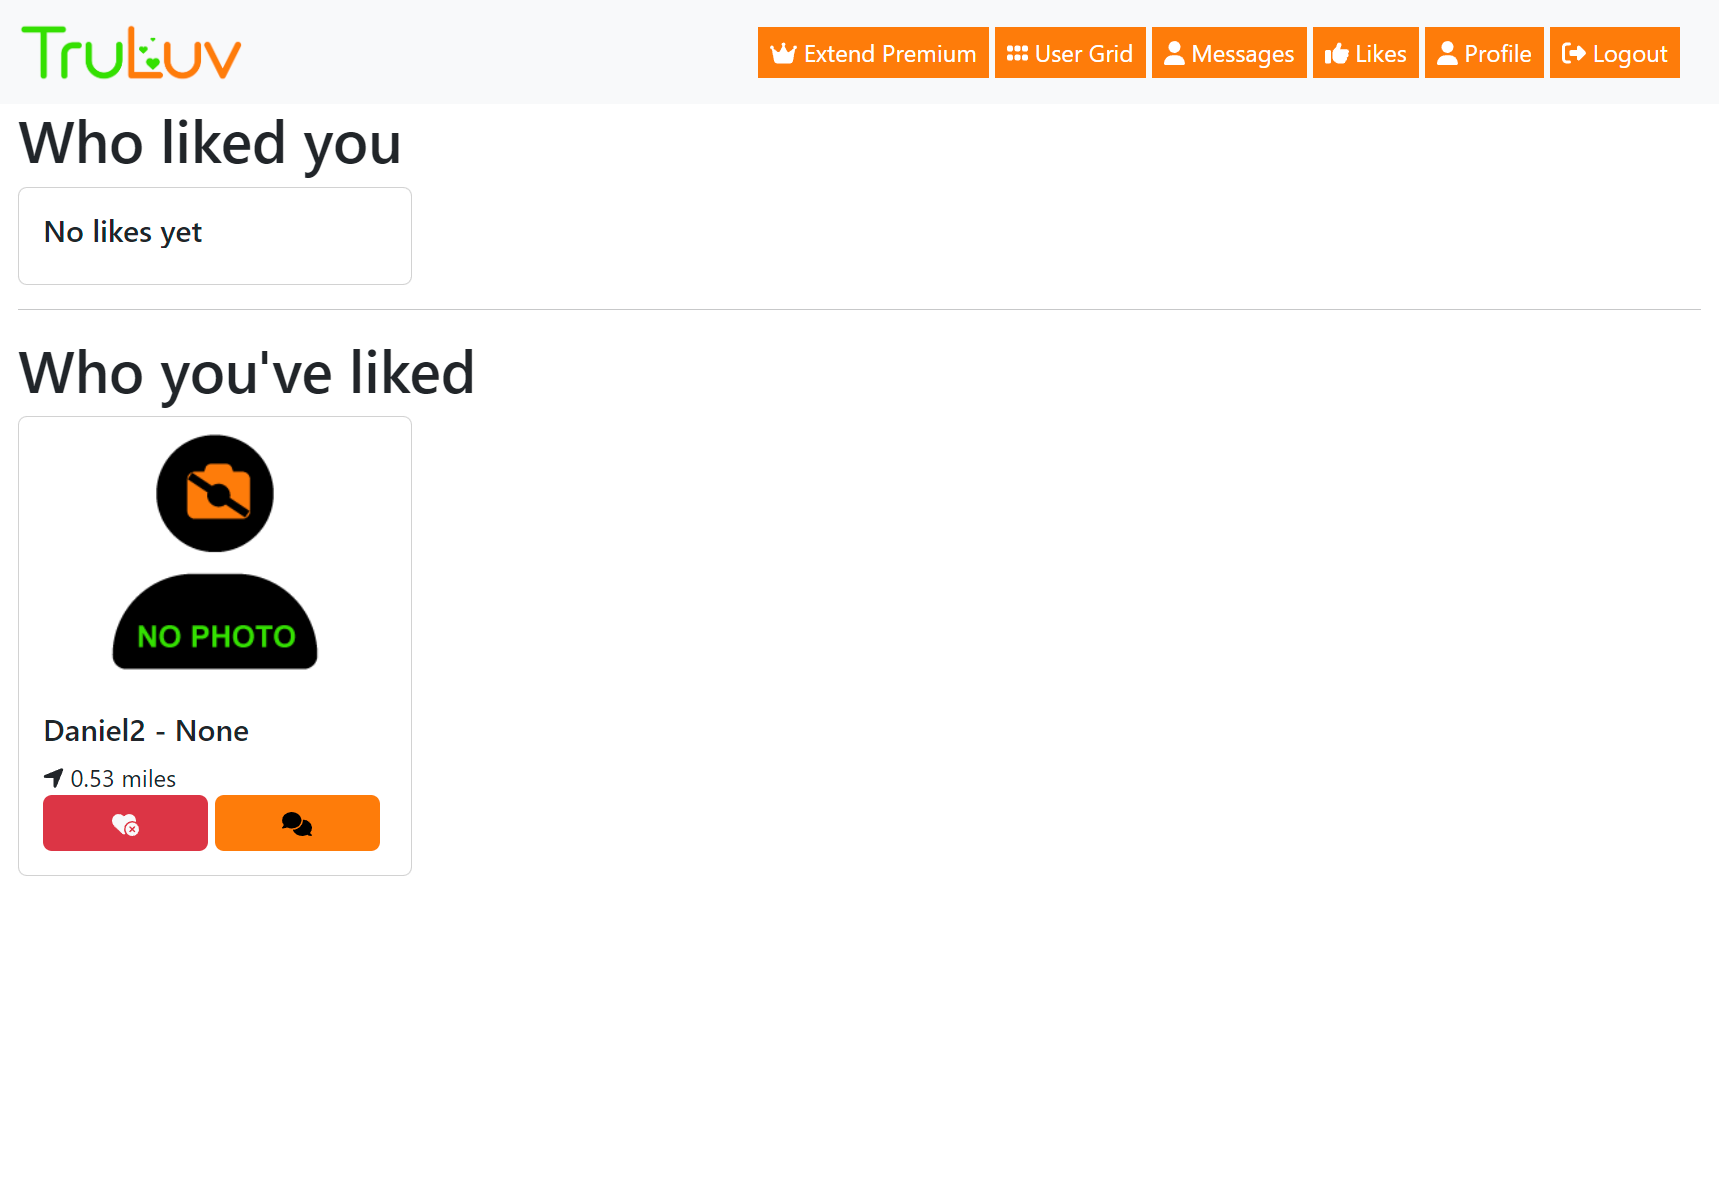 TruLuv
Extend Premium
User Grid
Messages
Likes
Profile
Logout
Who liked you
No likes yet
Who you've liked
NO PHOTO
Daniel2 - None
0.53 miles